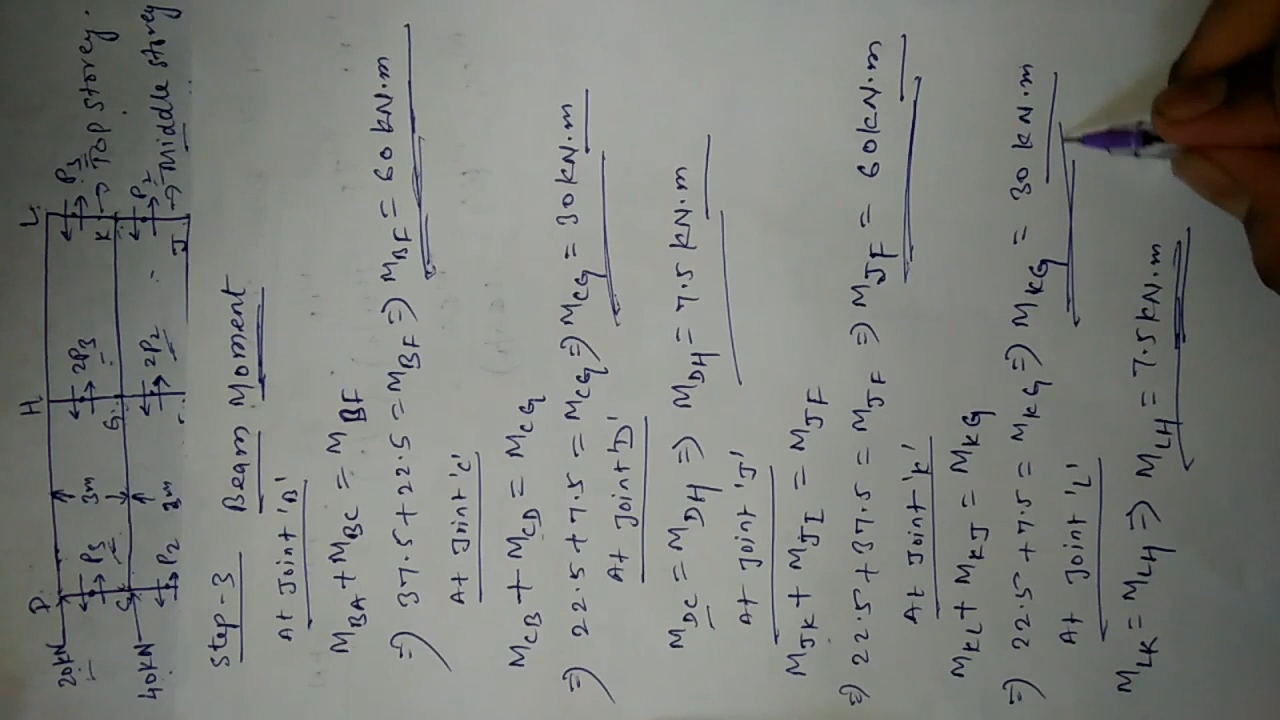 D H L
20kN P3 2P3 P3 → Top storey.
3m
C G K
40kN P2 3m 2P2 P2 → Middle storey
J
Step-3 Beam Moment
At Joint 'B'
MBA + MBC = MBF
⇒ 37.5 + 22.5 = MBF ⇒ MBF = 60 kN.m
At Joint 'C'
MCB + MCD = MCG
⇒ 22.5 + 7.5 = MCG ⇒ MCG = 30 kN.m
At Joint 'D'
MDC = MDH ⇒ MDH = 7.5 kN.m
At Joint 'J'
MJK + MJI = MJF
⇒ 22.5 + 37.5 = MJF ⇒ MJF = 60 kN.m
At Joint 'K'
MKL + MKJ = MKG
⇒ 22.5 + 7.5 = MKG ⇒ MKG = 30 kN.m
At Joint 'L'
MLK = MLH ⇒ MLH = 7.5 kN.m